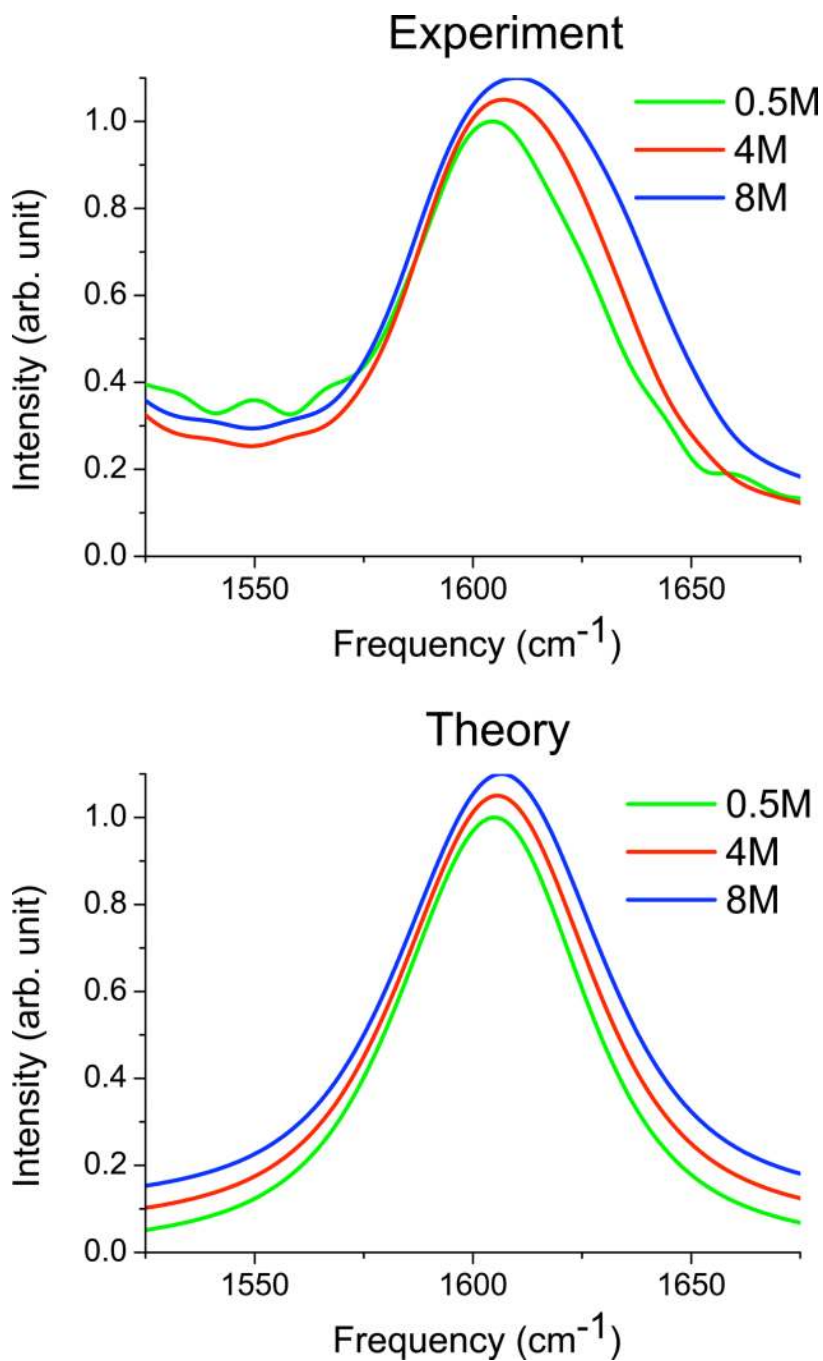 Experiment
0.5M
4M
8M
Intensity (arb. unit)
1.0
0.8
0.6
0.4
0.2
0.0
1550 1600 1650
Frequency (cm⁻¹)
Theory
0.5M
4M
8M
Intensity (arb. unit)
1.0
0.8
0.6
0.4
0.2
0.0
1550 1600 1650
Frequency (cm⁻¹)